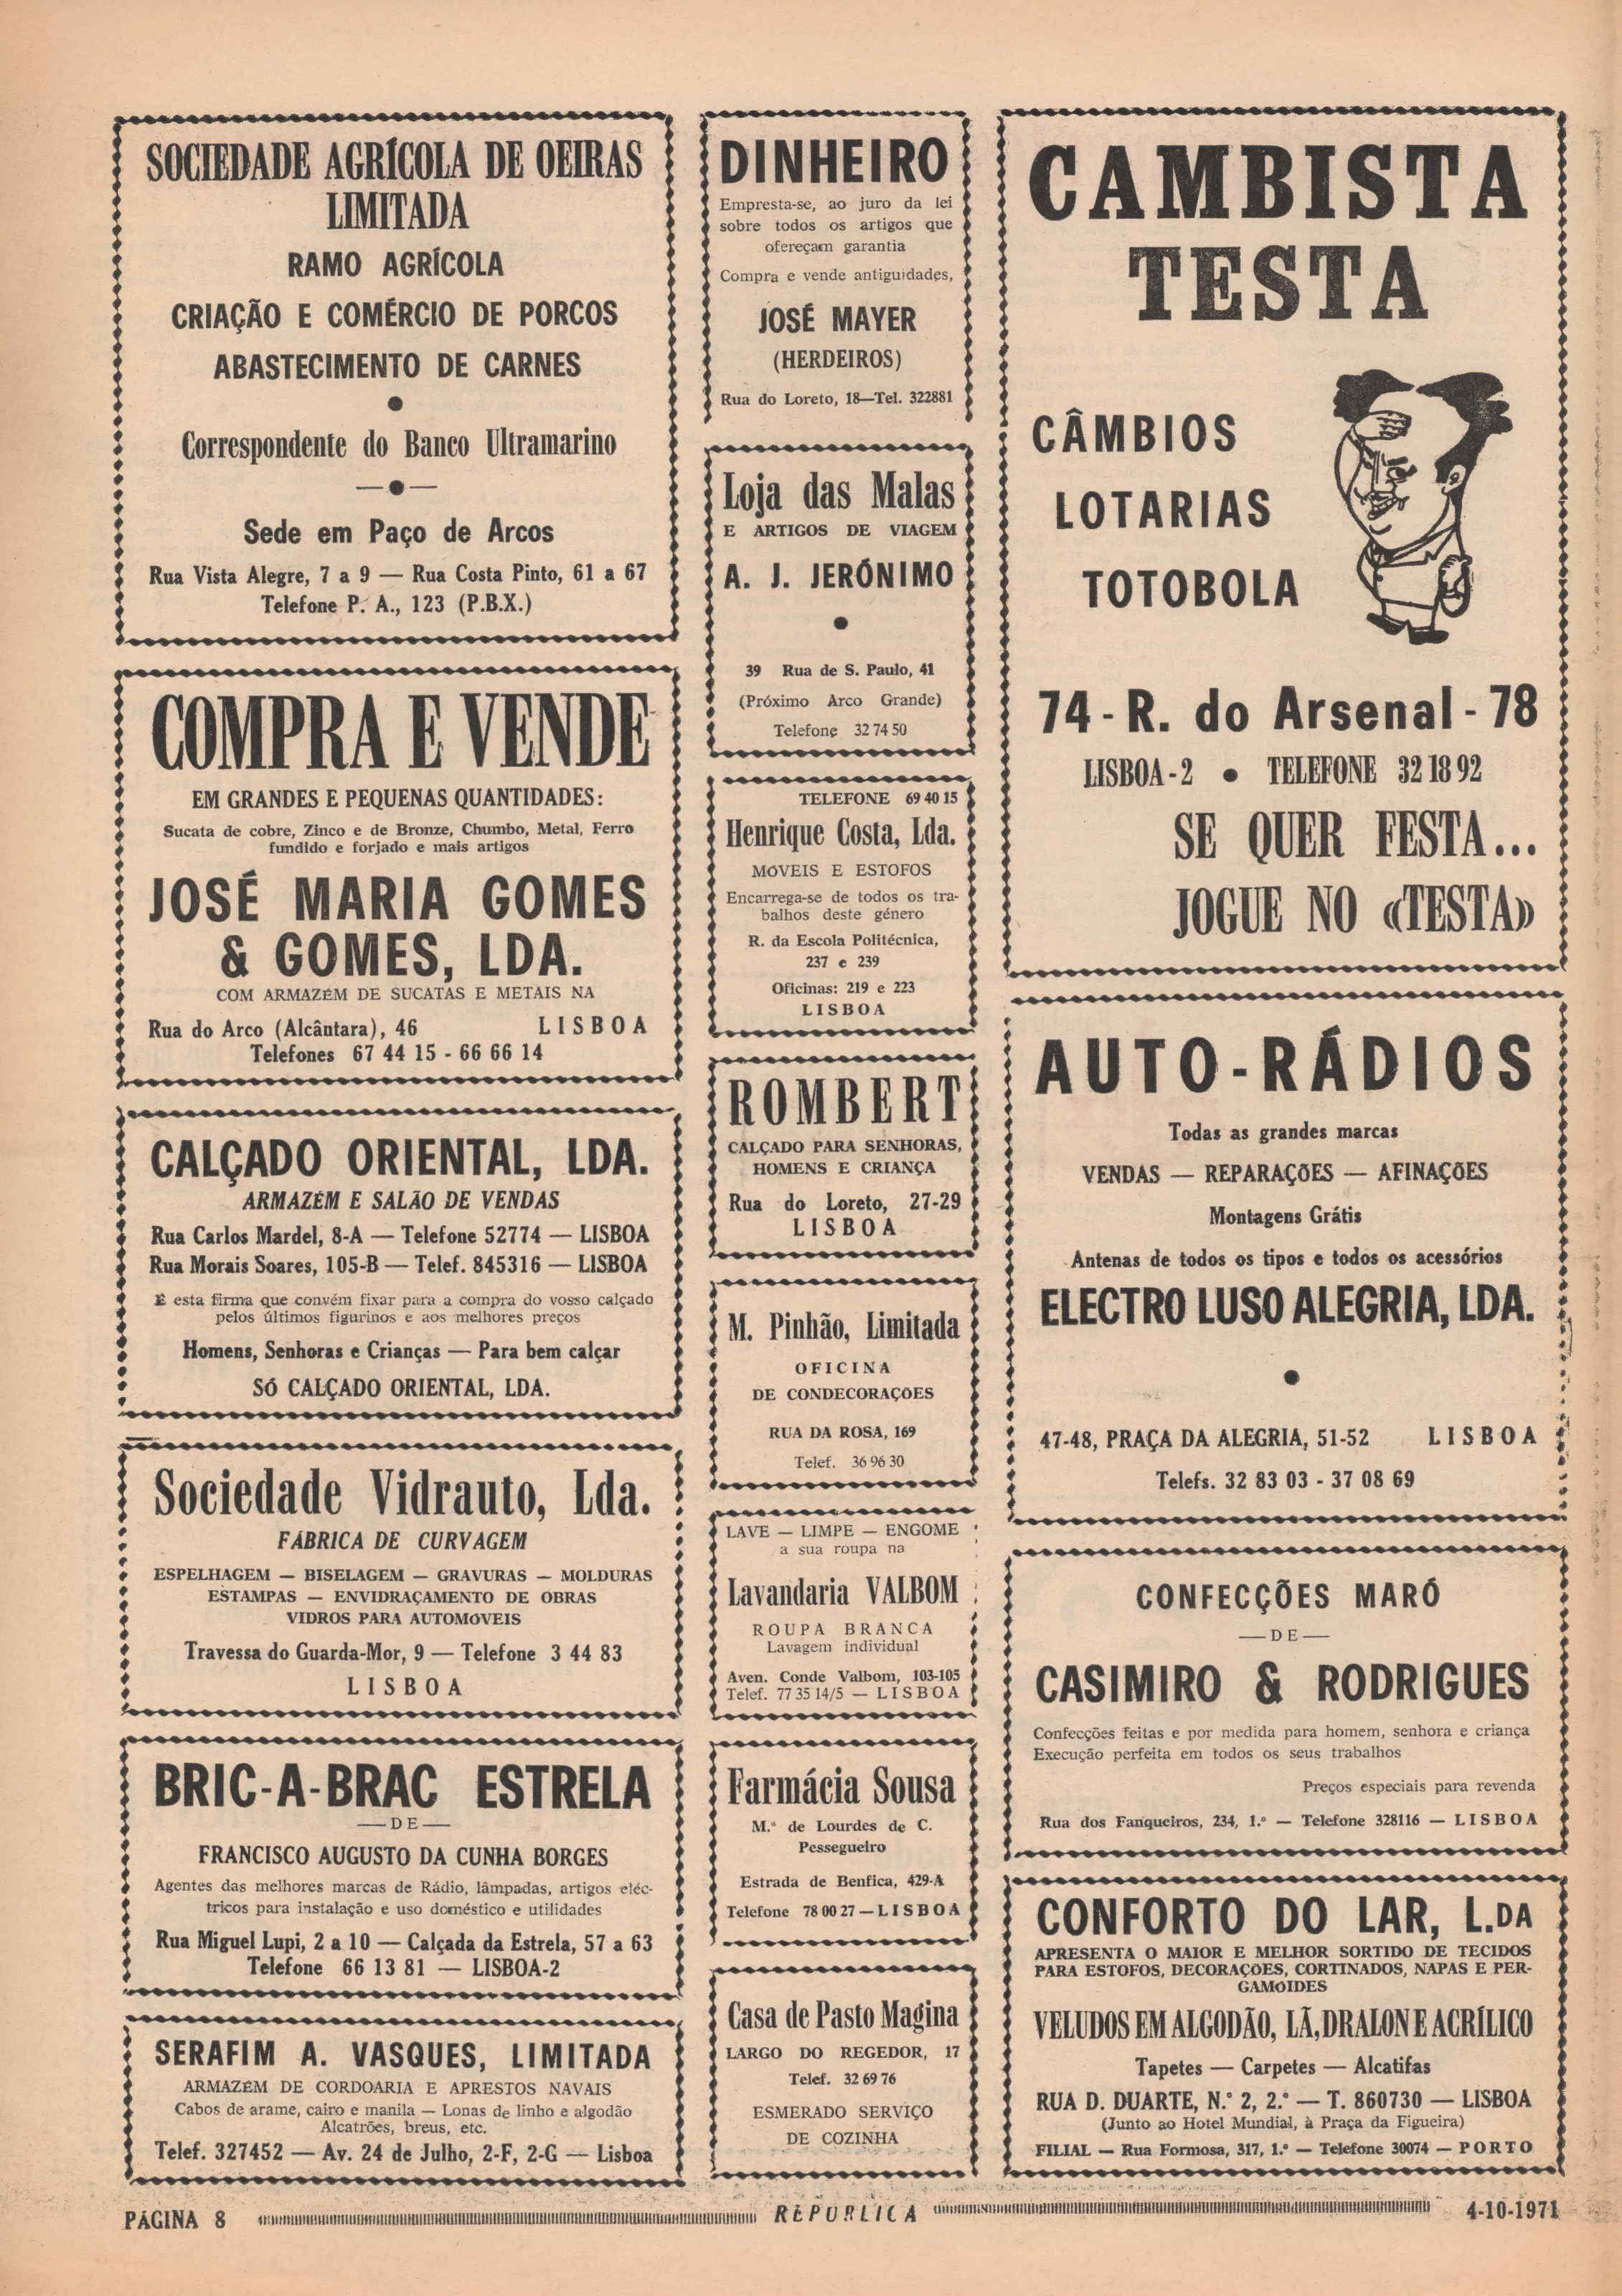 SOCIEDADE AGRÍCOLA DE OEIRAS
LIMITADA
RAMO AGRÍCOLA
CRIAÇÃO E COMÉRCIO DE PORCOS
ABASTECIMENTO DE CARNES
Correspondente do Banco Ultramarino
Sede em Paço de Arcos
Rua Vista Alegre, 7 a 9 — Rua Costa Pinto, 61 a 67
Telefone P. A., 123 (P.B.X.)
COMPRA E VENDE
EM GRANDES E PEQUENAS QUANTIDADES:
Sucata de cobre, Zinco e de Bronze, Chumbo, Metal, Ferro
fundido e forjado e mais artigos
JOSÉ MARIA GOMES
& GOMES, LDA.
COM ARMAZÉM DE SUCATAS E METAIS NA
Rua do Arco (Alcântara), 46 LISBOA
Telefones 67 44 15 - 66 66 14
CALÇADO ORIENTAL, LDA.
ARMAZÉM E SALÃO DE VENDAS
Rua Carlos Mardel, 8-A — Telefone 52774 — LISBOA
Rua Morais Soares, 105-B — Telef. 845316 — LISBOA
É esta firma que convém fixar para a compra do vosso calçado
pelos últimos figurinos e aos melhores preços
Homens, Senhoras e Crianças — Para bem calçar
SÓ CALÇADO ORIENTAL, LDA.
Sociedade Vidrauto, Lda.
FÁBRICA DE CURVAGEM
ESPELHAGEM — BISELAGEM — GRAVURAS — MOLDURAS
ESTAMPAS — ENVIDRAÇAMENTO DE OBRAS
VIDROS PARA AUTOMÓVEIS
Travessa do Guarda-Mor, 9 — Telefone 3 44 83
LISBOA
BRIC-A-BRAC ESTRELA
—DE—
FRANCISCO AUGUSTO DA CUNHA BORGES
Agentes das melhores marcas de Rádio, lâmpadas, artigos eléc-
tricos para instalação e uso doméstico e utilidades
Rua Miguel Lupi, 2 a 10 — Calçada da Estrela, 57 a 63
Telefone 66 13 81 — LISBOA-2
SERAFIM A. VASQUES, LIMITADA
ARMAZÉM DE CORDOARIA E APRESTOS NAVAIS
Cabos de arame, cairo e manila — Lonas de linho e algodão
Alcatrões, breus, etc.
Telef. 327452 — Av. 24 de Julho, 2-F, 2-G — Lisboa
DINHEIRO
Empresta-se, ao juro da lei
sobre todos os artigos que
ofereçam garantia
Compra e vende antiguidades,
JOSÉ MAYER
(HERDEIROS)
Rua do Loreto, 18—Tel. 322881
Loja das Malas
E ARTIGOS DE VIAGEM
A. J. JERÓNIMO
39 Rua de S. Paulo, 41
(Próximo Arco Grande)
Telefone 32 74 50
TELEFONE 69 40 15
Henrique Costa, Lda.
MÓVEIS E ESTOFOS
Encarrega-se de todos os tra-
balhos deste género
R. da Escola Politécnica,
237 e 239
Oficinas: 219 e 223
LISBOA
ROMBERT
CALÇADO PARA SENHORAS,
HOMENS E CRIANÇA
Rua do Loreto, 27-29
LISBOA
M. Pinhão, Limitada
OFICINA
DE CONDECORAÇÕES
RUA DA ROSA, 169
Telef. 36 96 30
LAVE — LIMPE — ENGOME
a sua roupa na
Lavandaria VALBOM
ROUPA BRANCA
Lavagem individual
Aven. Conde Valbom, 103-105
Telef. 77 35 14/5 — LISBOA
Farmácia Sousa
M.ª de Lourdes de C.
Pessegueiro
Estrada de Benfica, 429-A
Telefone 78 00 27 — LISBOA
Casa de Pasto Magina
LARGO DO REGEDOR, 17
Telef. 32 69 76
ESMERADO SERVIÇO
DE COZINHA
CAMBISTA
TESTA
CÂMBIOS
LOTARIAS
TOTOBOLA
74 - R. do Arsenal - 78
LISBOA - 2 ● TELEFONE 32 18 92
SE QUER FESTA...
JOGUE NO «TESTA»
AUTO-RÁDIOS
Todas as grandes marcas
VENDAS — REPARAÇÕES — AFINAÇÕES
Montagens Grátis
Antenas de todos os tipos e todos os acessórios
ELECTRO LUSO ALEGRIA, LDA.
47-48, PRAÇA DA ALEGRIA, 51-52 LISBOA
Telefs. 32 83 03 - 37 08 69
CONFECÇÕES MARÓ
—DE—
CASIMIRO & RODRIGUES
Confecções feitas e por medida para homem, senhora e criança
Execução perfeita em todos os seus trabalhos
Preços especiais para revenda
Rua dos Fanqueiros, 234, 1.º — Telefone 328116 — LISBOA
CONFORTO DO LAR, L.DA
APRESENTA O MAIOR E MELHOR SORTIDO DE TECIDOS
PARA ESTOFOS, DECORAÇÕES, CORTINADOS, NAPAS E PER-
GAMÓIDES
VELUDOS EM ALGODÃO, LÃ, DRALON E ACRÍLICO
Tapetes — Carpetes — Alcatifas
RUA D. DUARTE, N.º 2, 2.º — T. 860730 — LISBOA
(Junto ao Hotel Mundial, à Praça da Figueira)
FILIAL — Rua Formosa, 317, 1.º — Telefone 30074 — PORTO
PÁGINA 8 REPÚBLICA 4-10-1971